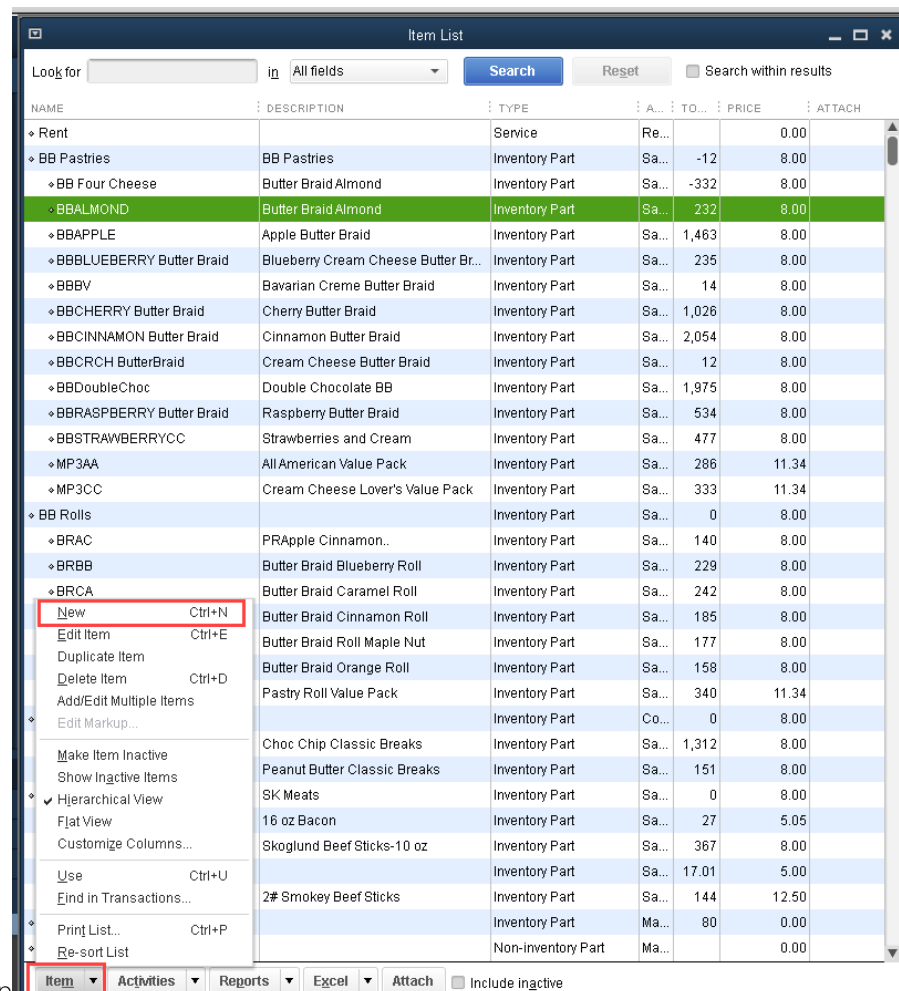 Item List
Look for in All fields Search Reset Search within results
NAME DESCRIPTION TYPE A... TO... PRICE ATTACH
Rent Service Re... 0.00
BB Pastries BB Pastries Inventory Part Sa... -12 8.00
BB Four Cheese Butter Braid Almond Inventory Part Sa... -332 8.00
BBALMOND Butter Braid Almond Inventory Part Sa... 232 8.00
BBAPPLE Apple Butter Braid Inventory Part Sa... 1,463 8.00
BBBLUEBERRY Butter Braid Blueberry Cream Cheese Butter Br... Inventory Part Sa... 235 8.00
BBBV Bavarian Creme Butter Braid Inventory Part Sa... 14 8.00
BBCHERRY Butter Braid Cherry Butter Braid Inventory Part Sa... 1,026 8.00
BBCINNAMON Butter Braid Cinnamon Butter Braid Inventory Part Sa... 2,054 8.00
BBCRCH ButterBraid Cream Cheese Butter Braid Inventory Part Sa... 12 8.00
BBDoubleChoc Double Chocolate BB Inventory Part Sa... 1,975 8.00
BBRASPBERRY Butter Braid Raspberry Butter Braid Inventory Part Sa... 534 8.00
BBSTRAWBERRYCC Strawberries and Cream Inventory Part Sa... 477 8.00
MP3AA All American Value Pack Inventory Part Sa... 286 11.34
MP3CC Cream Cheese Lover's Value Pack Inventory Part Sa... 333 11.34
BB Rolls Inventory Part Sa... 0 8.00
BRAC PRApple Cinnamon.. Inventory Part Sa... 140 8.00
BRBB Butter Braid Blueberry Roll Inventory Part Sa... 229 8.00
BRCA Butter Braid Caramel Roll Inventory Part Sa... 242 8.00
New Ctrl+N Butter Braid Cinnamon Roll Inventory Part Sa... 185 8.00
Edit Item Ctrl+E Butter Braid Roll Maple Nut Inventory Part Sa... 177 8.00
Duplicate Item Butter Braid Orange Roll Inventory Part Sa... 158 8.00
Delete Item Ctrl+D Pastry Roll Value Pack Inventory Part Sa... 340 11.34
Add/Edit Multiple Items
Edit Markup... Inventory Part Co... 0 8.00
Make Item Inactive Choc Chip Classic Breaks Inventory Part Sa... 1,312 8.00
Show Inactive Items Peanut Butter Classic Breaks Inventory Part Sa... 151 8.00
Hierarchical View SK Meats Inventory Part Sa... 0 8.00
Flat View 16 oz Bacon Inventory Part Sa... 27 5.05
Customize Columns... Skoglund Beef Sticks-10 oz Inventory Part Sa... 367 8.00
Use Ctrl+U Inventory Part Sa... 17.01 5.00
Find in Transactions... 2# Smokey Beef Sticks Inventory Part Sa... 144 12.50
Print List... Ctrl+P Inventory Part Ma... 80 0.00
Re-sort List Non-inventory Part Ma... 0.00
Item Activities Reports Excel Attach Include inactive